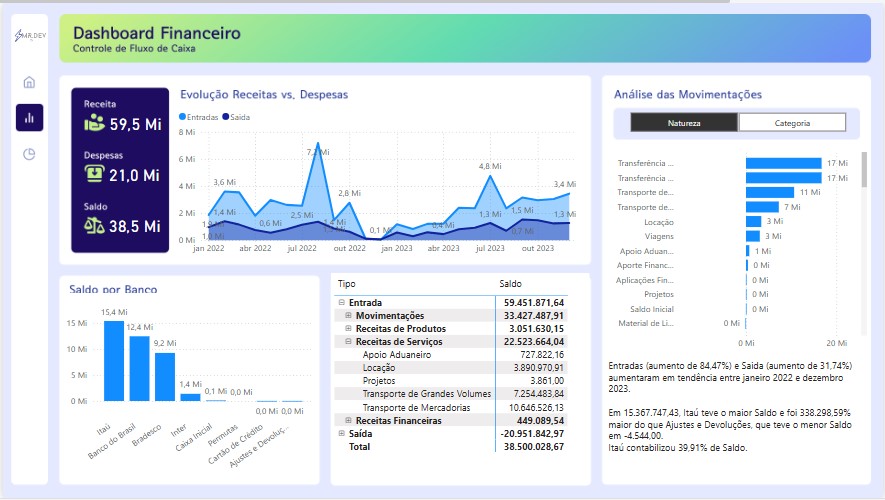 MR.DEV
Dashboard Financeiro
Controle de Fluxo de Caixa
Receita
59,5 Mi
Despesas
21,0 Mi
Saldo
38,5 Mi
Evolução Receitas vs. Despesas
Entradas Saida
8 Mi
6 Mi
4 Mi
2 Mi
0 Mi
3,6 Mi
1,4 Mi
1,0 Mi
0,6 Mi
2,5 Mi
2,8 Mi
0,1 Mi
0,4 Mi
4,8 Mi
1,3 Mi
1,5 Mi
0,7 Mi
3,4 Mi
1,3 Mi
jan 2022 abr 2022 jul 2022 out 2022 jan 2023 abr 2023 jul 2023 out 2023
Análise das Movimentações
Natureza Categoria
Transferência ... 17 Mi
Transferência ... 17 Mi
Transporte de... 11 Mi
Transporte de... 7 Mi
Locação 3 Mi
Viagens 3 Mi
Apoio Aduan... 1 Mi
Aporte Financ... 0 Mi
Aplicações Fin... 0 Mi
Projetos 0 Mi
Saldo Inicial 0 Mi
Material de Li... 0 Mi
0 Mi 20 Mi
Saldo por Banco
15 Mi
10 Mi
5 Mi
0 Mi
15,4 Mi
12,4 Mi
9,2 Mi
1,4 Mi
0,1 Mi
0,0 Mi
0,0 Mi
0,0 Mi
Itaú
Banco do Brasil
Bradesco
Inter
Caixa Inicial
Permutas
Cartão de Crédito
Ajustes e Devoluç...
Tipo Saldo
Entrada 59.451.871,64
Movimentações 33.427.487,91
Receitas de Produtos 3.051.630,15
Receitas de Serviços 22.523.664,04
Apoio Aduaneiro 727.822,16
Locação 3.890.970,91
Projetos 3.861,00
Transporte de Grandes Volumes 7.254.483,84
Transporte de Mercadorias 10.646.526,13
Receitas Financeiras 449.089,54
Saída -20.951.842,97
Total 38.500.028,67
Entradas (aumento de 84,47%) e Saida (aumento de 31,74%)
aumentaram em tendência entre janeiro 2022 e dezembro
2023.
Em 15.367.747,43, Itaú teve o maior Saldo e foi 338.298,59%
maior do que Ajustes e Devoluções, que teve o menor Saldo
em -4.544,00.
Itaú contabilizou 39,91% de Saldo.